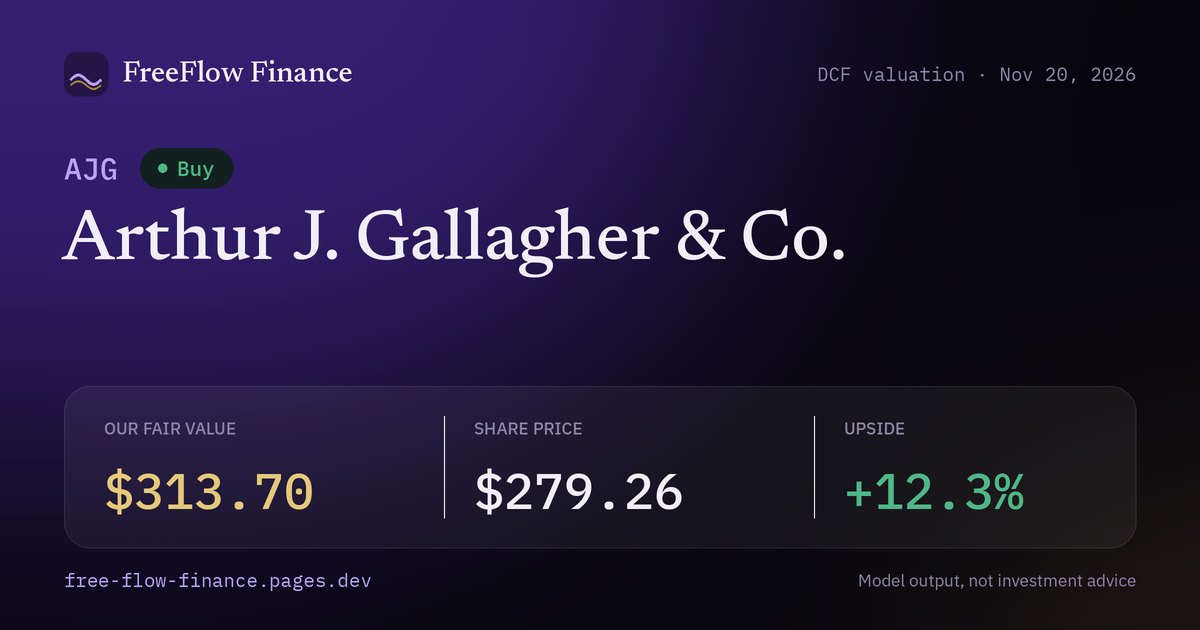 FreeFlow Finance
DCF valuation · Nov 20, 2026
AJG
Buy
Arthur J. Gallagher & Co.
OUR FAIR VALUE
$313.70
SHARE PRICE
$279.26
UPSIDE
+12.3%
free-flow-finance.pages.dev
Model output, not investment advice